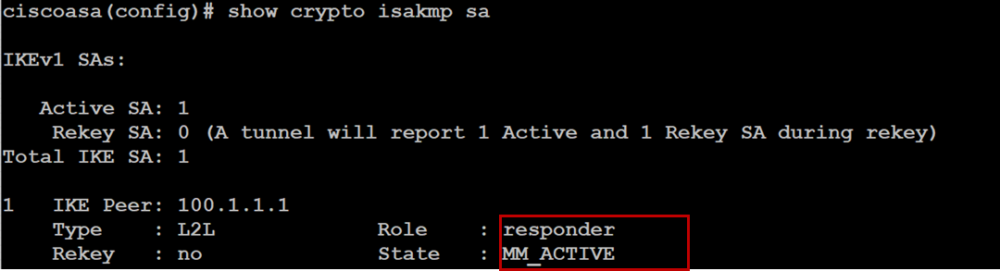 ciscoasa(config)# show crypto isakmp sa
IKEv1 SAs:
Active SA: 1
Rekey SA: 0 (A tunnel will report 1 Active and 1 Rekey SA during rekey)
Total IKE SA: 1
1   IKE Peer: 100.1.1.1
Type    : L2L             Role    : responder
Rekey   : no              State   : MM_ACTIVE